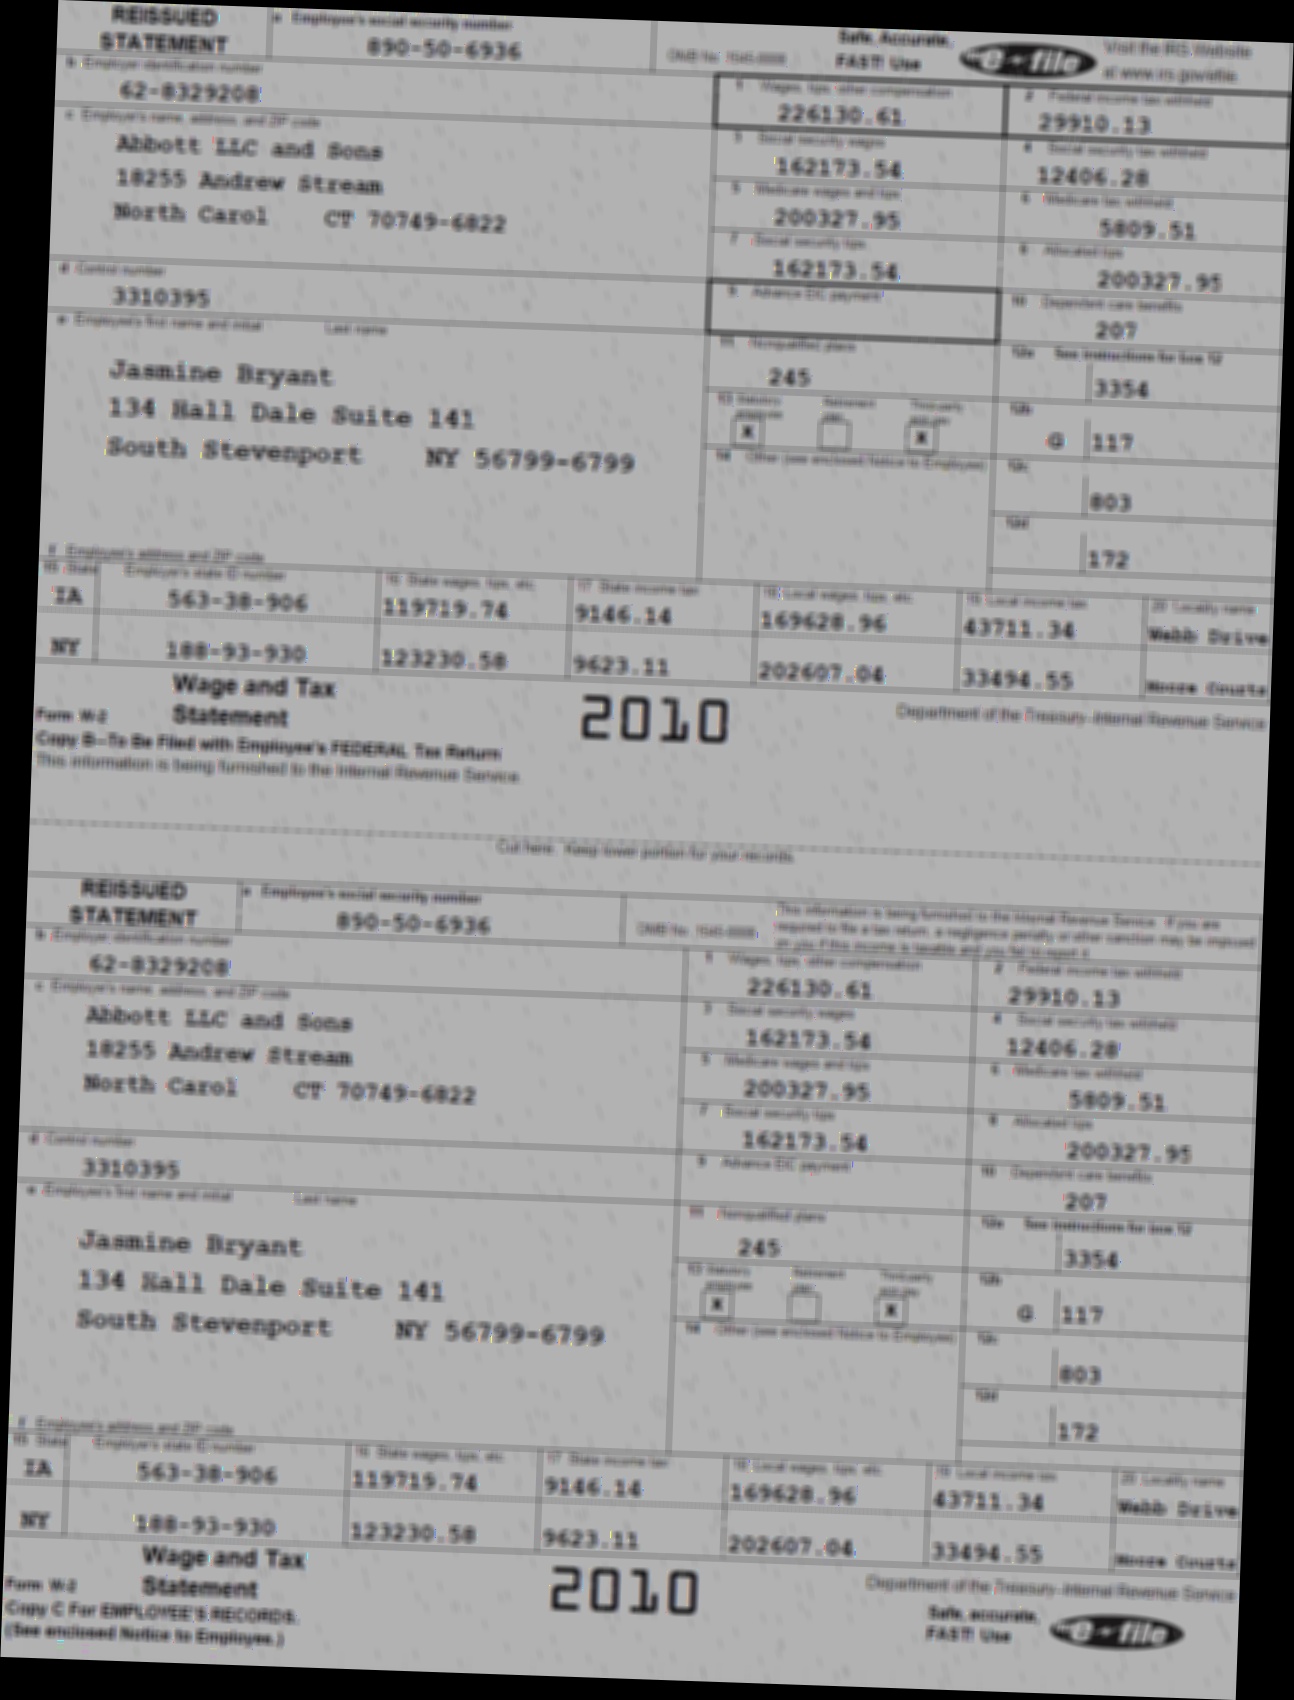 REISSUED
STATEMENT
a Employee's social security number
890-50-6936
OMB No. 1545-0008
Safe, Accurate,
FAST! Use
e-file
Visit the IRS Website
at www.irs.gov/efile.
b Employer identification number
62-8329208
1 Wages, tips, other compensation
226130.61
2 Federal income tax withheld
29910.13
c Employer's name, address, and ZIP code
Abbott LLC and Sons
18255 Andrew Stream
North Carol CT 70749-6822
3 Social security wages
162173.54
4 Social security tax withheld
12406.28
5 Medicare wages and tips
200327.95
6 Medicare tax withheld
5809.51
7 Social security tips
162173.54
8 Allocated tips
200327.95
d Control number
3310395
9 Advance EIC payment
10 Dependent care benefits
207
e Employee's first name and initial Last name
Jasmine Bryant
134 Hall Dale Suite 141
South Stevenport NY 56799-6799
11 Nonqualified plans
245
12a See instructions for box 12
3354
13 Statutory employee
X
Retirement plan
Third-party sick pay
X
12b
G 117
14 Other (see enclosed Notice to Employee)
12c
803
12d
172
f Employee's address and ZIP code
15 State Employer's state ID number 16 State wages, tips, etc. 17 State income tax 18 Local wages, tips, etc. 19 Local income tax 20 Locality name
IA 563-38-906 119719.74 9146.14 169628.96 43711.34 Webb Drive
NY 188-93-930 123230.58 9623.11 202607.04 33494.55 Moore Courts
Wage and Tax
Statement
Form W-2
2010
Department of the Treasury-Internal Revenue Service
Copy B-To Be Filed with Employee's FEDERAL Tax Return
This information is being furnished to the Internal Revenue Service.
Cut here. Keep lower portion for your records.
REISSUED
STATEMENT
a Employee's social security number
890-50-6936
OMB No. 1545-0008
This information is being furnished to the Internal Revenue Service. If you are
required to file a tax return, a negligence penalty or other sanction may be imposed
on you if this income is taxable and you fail to report it.
b Employer identification number
62-8329208
1 Wages, tips, other compensation
226130.61
2 Federal income tax withheld
29910.13
c Employer's name, address, and ZIP code
Abbott LLC and Sons
18255 Andrew Stream
North Carol CT 70749-6822
3 Social security wages
162173.54
4 Social security tax withheld
12406.28
5 Medicare wages and tips
200327.95
6 Medicare tax withheld
5809.51
7 Social security tips
162173.54
8 Allocated tips
200327.95
d Control number
3310395
9 Advance EIC payment
10 Dependent care benefits
207
e Employee's first name and initial Last name
Jasmine Bryant
134 Hall Dale Suite 141
South Stevenport NY 56799-6799
11 Nonqualified plans
245
12a See instructions for box 12
3354
13 Statutory employee
X
Retirement plan
Third-party sick pay
X
12b
G 117
14 Other (see enclosed Notice to Employee)
12c
803
12d
172
f Employee's address and ZIP code
15 State Employer's state ID number 16 State wages, tips, etc. 17 State income tax 18 Local wages, tips, etc. 19 Local income tax 20 Locality name
IA 563-38-906 119719.74 9146.14 169628.96 43711.34 Webb Drive
NY 188-93-930 123230.58 9623.11 202607.04 33494.55 Moore Courts
Wage and Tax
Statement
Form W-2
2010
Department of the Treasury-Internal Revenue Service
Copy C For EMPLOYEE'S RECORDS.
(See enclosed Notice to Employee.)
Safe, accurate,
FAST! Use
e-file